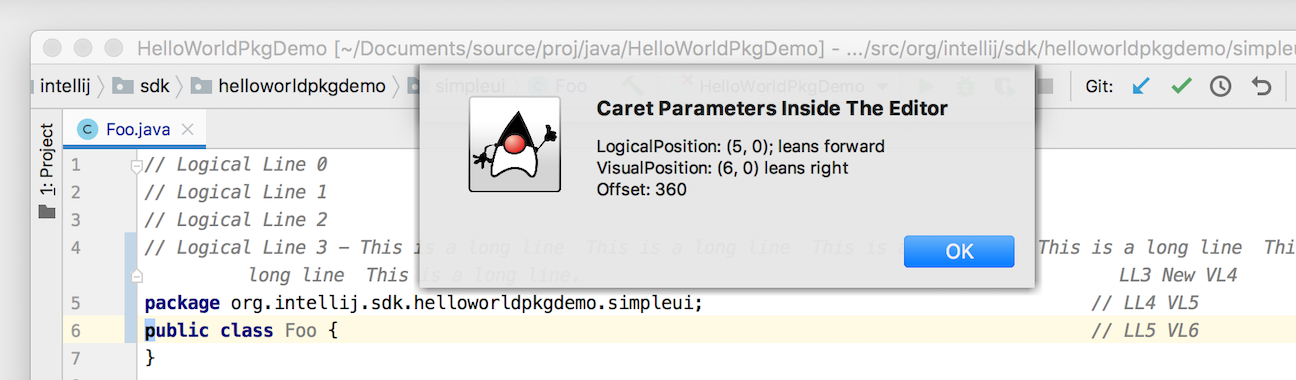 HelloWorldPkgDemo [~/Documents/source/proj/java/HelloWorldPkgDemo] - .../src/org/intellij/sdk/helloworldpkgdemo/simpleui
intellij sdk helloworldpkgdemo simpleui Foo HelloWorldPkgDemo Git:
1: Project
Foo.java
Caret Parameters Inside The Editor
LogicalPosition: (5, 0); leans forward
VisualPosition: (6, 0) leans right
Offset: 360
OK
1 // Logical Line 0
2 // Logical Line 1
3 // Logical Line 2
4 // Logical Line 3 - This is a long line This is a long line This is a This is a long line Thi
long line This is a long line. LL3 New VL4
5 package org.intellij.sdk.helloworldpkgdemo.simpleui; // LL4 VL5
6 public class Foo { // LL5 VL6
7 }